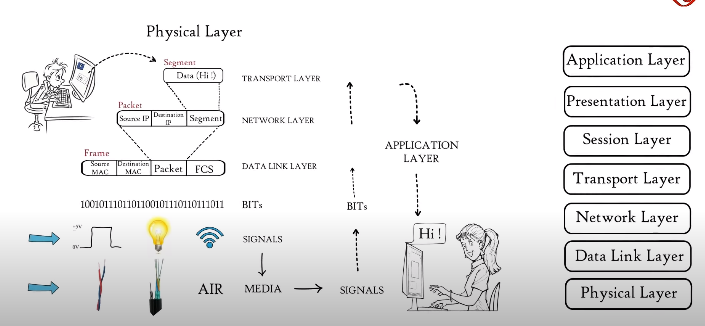 Physical Layer
Segment
Data (Hi !)
TRANSPORT LAYER
Packet
Source IP
Destination
IP
Segment
NETWORK LAYER
Frame
Source
MAC
Destination
MAC
Packet
FCS
DATA LINK LAYER
BITs
~5V
0V
SIGNALS
AIR
MEDIA
SIGNALS
BITs
APPLICATION
LAYER
Hi !
Application Layer
Presentation Layer
Session Layer
Transport Layer
Network Layer
Data Link Layer
Physical Layer